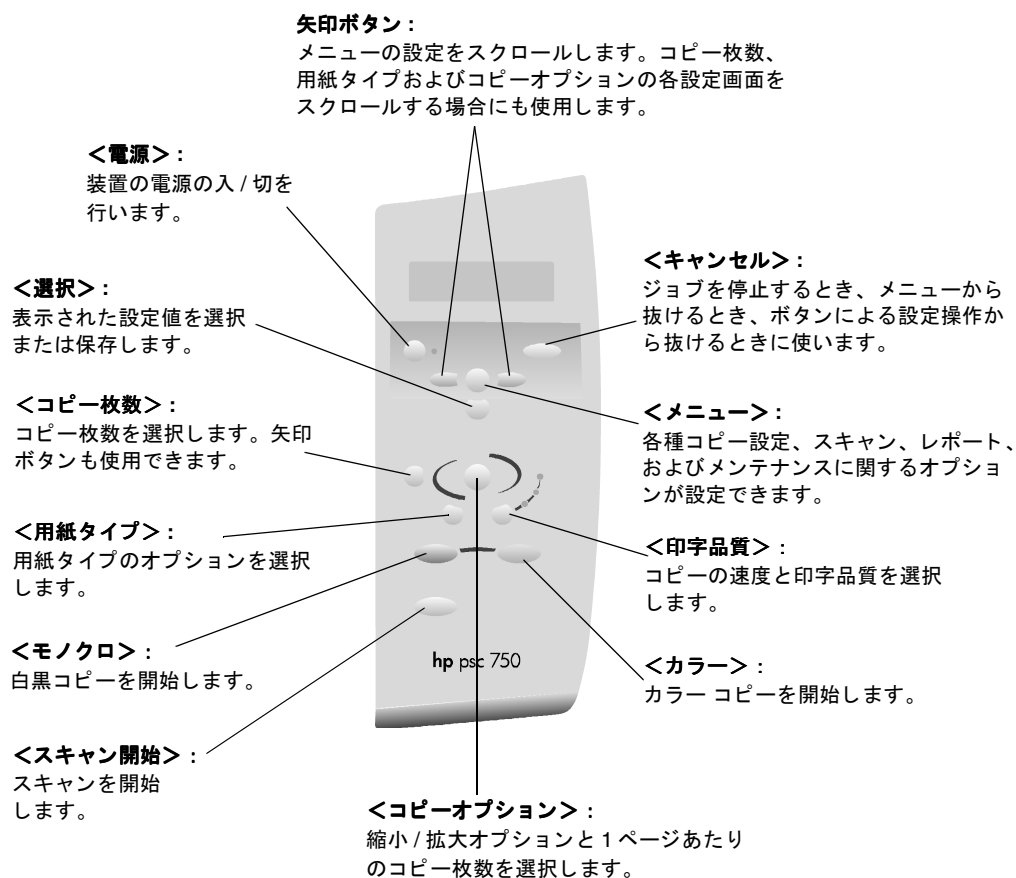 矢印ボタン：
メニューの設定をスクロールします。コピー枚数、
用紙タイプおよびコピーオプションの各設定画面を
スクロールする場合にも使用します。
＜電源＞：
装置の電源の入 / 切を
行います。
＜選択＞：
表示された設定値を選択
または保存します。
＜コピー枚数＞：
コピー枚数を選択します。矢印
ボタンも使用できます。
＜用紙タイプ＞：
用紙タイプのオプションを選択
します。
＜モノクロ＞：
白黒コピーを開始します。
＜スキャン開始＞：
スキャンを開始
します。
＜キャンセル＞：
ジョブを停止するとき、メニューから
抜けるとき、ボタンによる設定操作か
ら抜けるときに使います。
＜メニュー＞：
各種コピー設定、スキャン、レポート、
およびメンテナンスに関するオプショ
ンが設定できます。
＜印字品質＞：
コピーの速度と印字品質を選択
します。
＜カラー＞：
カラー コピーを開始します。
hp psc 750
＜コピーオプション＞：
縮小 / 拡大オプションと 1 ページあたり
のコピー枚数を選択します。